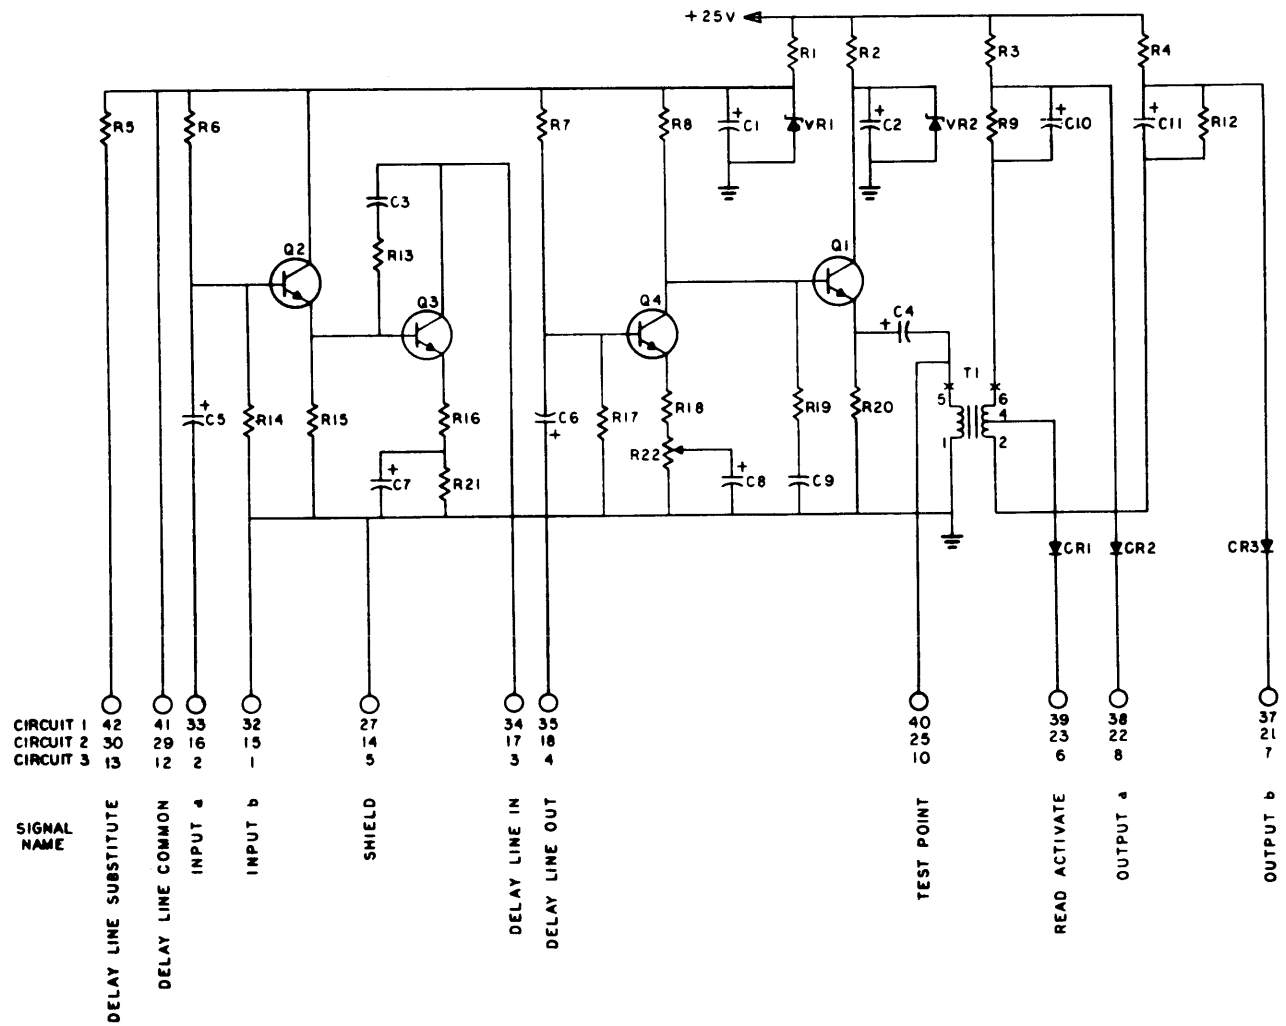 +25V
R1 R2 R3 R4
R5 R6 R7 R8 + C1 VR1 + C2 VR2 R9 + C10 + C11 R12
C3
Q2 R13 Q1
Q3 Q4 + C4
T1
5 6
+ C5 R14 R15 R16 C6 + R17 R18 R19 R20 4
1 2
+ C7 R21 R22 + C8 C9
CR1 CR2 CR3
CIRCUIT 1 42 41 33 32 27 34 35 40 39 38 37
CIRCUIT 2 30 29 16 15 14 17 18 25 23 22 21
CIRCUIT 3 13 12 2 1 5 3 4 10 6 8 7
SIGNAL
NAME
DELAY LINE SUBSTITUTE
DELAY LINE COMMON
INPUT a
INPUT b
SHIELD
DELAY LINE IN
DELAY LINE OUT
TEST POINT
READ ACTIVATE
OUTPUT a
OUTPUT b